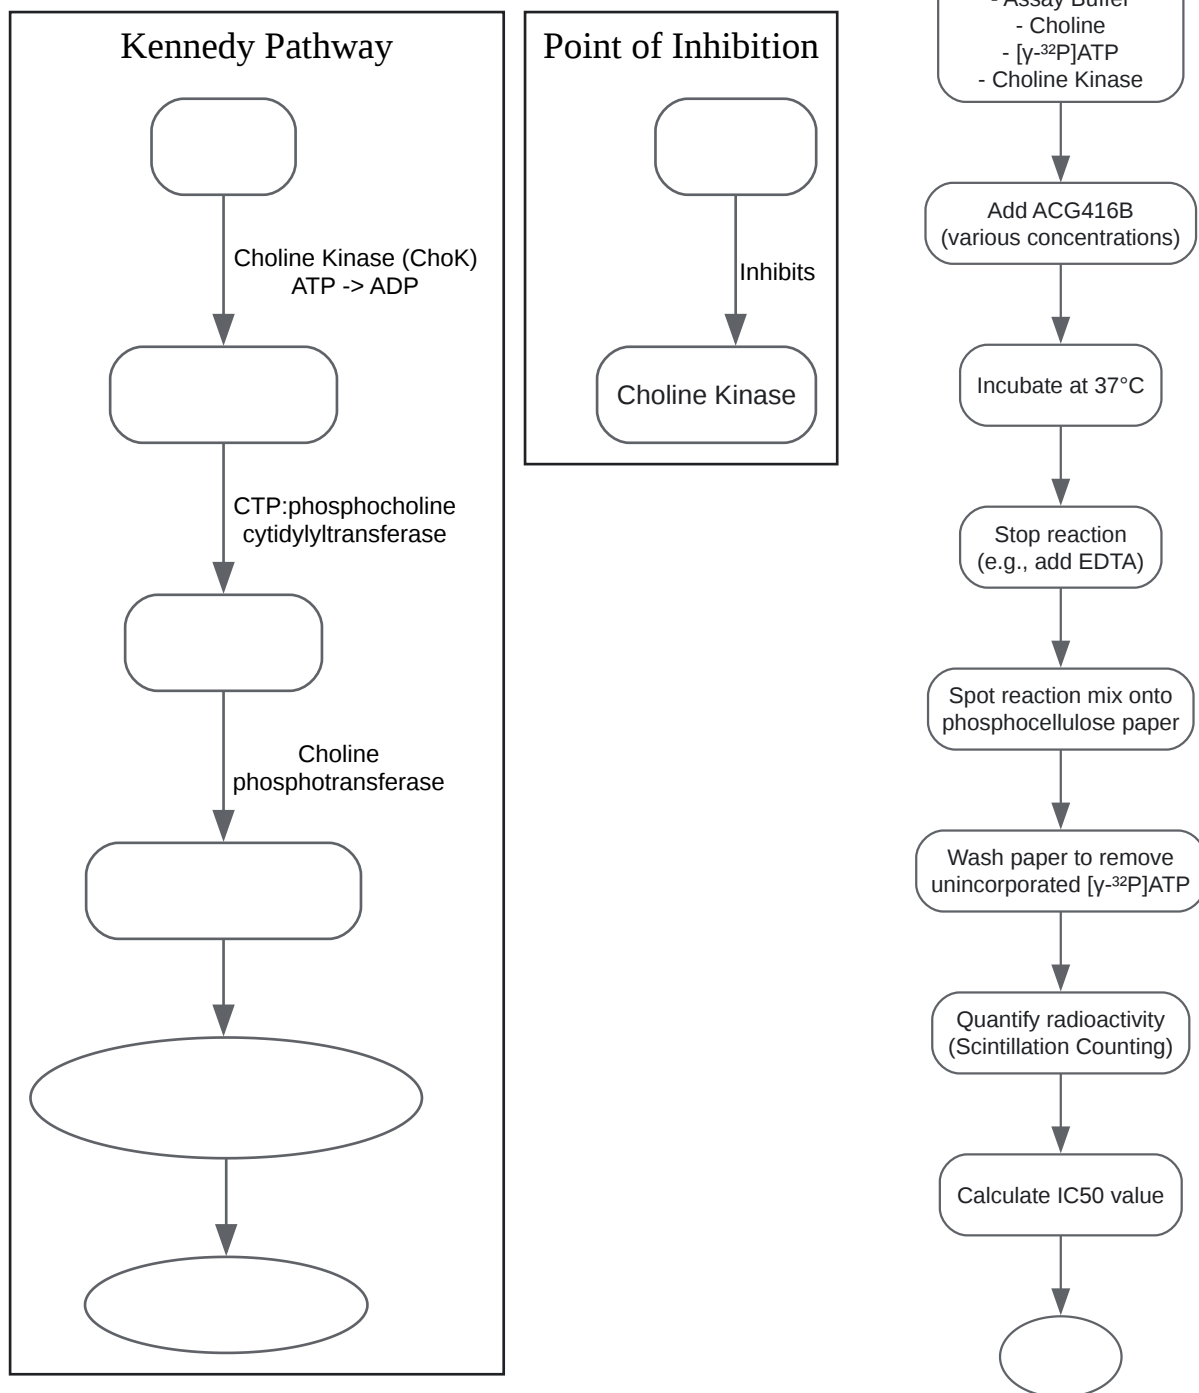 Kennedy Pathway
Choline Kinase (ChoK)
ATP -> ADP
CTP:phosphocholine
cytidylyltransferase
Choline
phosphotransferase
Point of Inhibition
Inhibits
Choline Kinase
- Assay Buffer
- Choline
- [γ-³²P]ATP
- Choline Kinase
Add ACG416B
(various concentrations)
Incubate at 37°C
Stop reaction
(e.g., add EDTA)
Spot reaction mix onto
phosphocellulose paper
Wash paper to remove
unincorporated [γ-³²P]ATP
Quantify radioactivity
(Scintillation Counting)
Calculate IC50 value